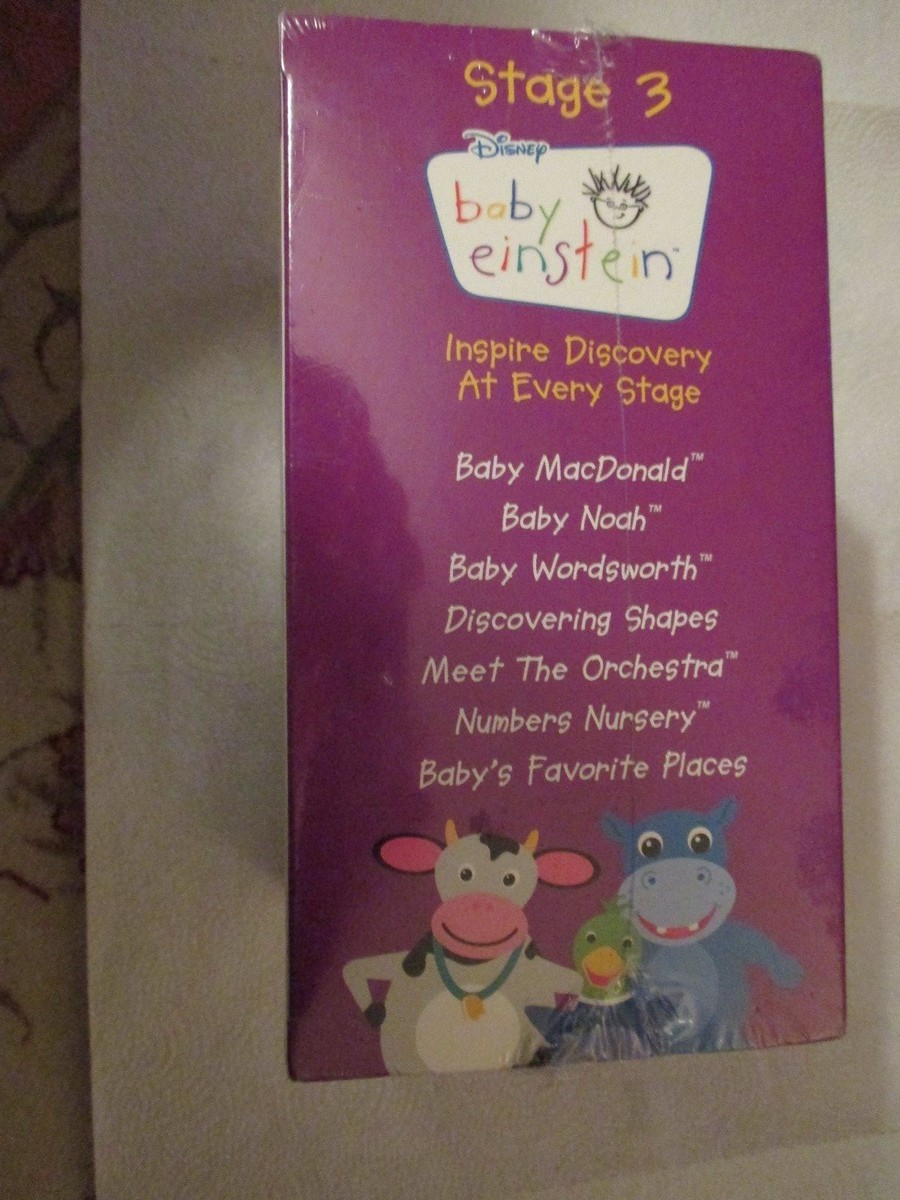 Stage 3
Disney
baby
einstein™
Inspire Discovery
At Every Stage
Baby MacDonald™
Baby Noah™
Baby Wordsworth™
Discovering Shapes
Meet The Orchestra™
Numbers Nursery™
Baby's Favorite Places